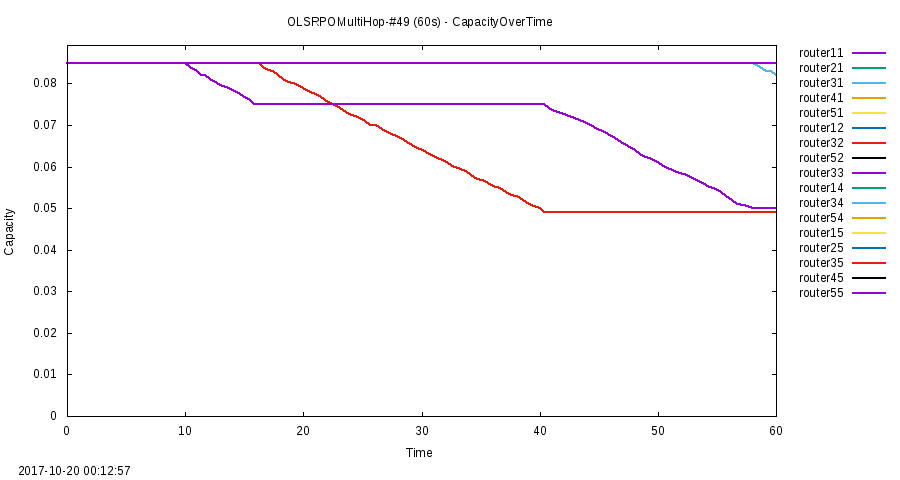 OLSRPOMultiHop-#49 (60s) - CapacityOverTime
router11
router21
router31
router41
router51
router12
router32
router52
router33
router14
router34
router54
router15
router25
router35
router45
router55
0.08
0.07
0.06
0.05
0.04
0.03
0.02
0.01
0
Capacity
0 10 20 30 40 50 60
Time
2017-10-20 00:12:57